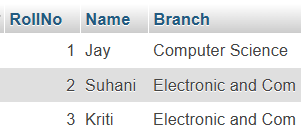 RollNo Name Branch
1 Jay Computer Science
2 Suhani Electronic and Com
3 Kriti Electronic and Com